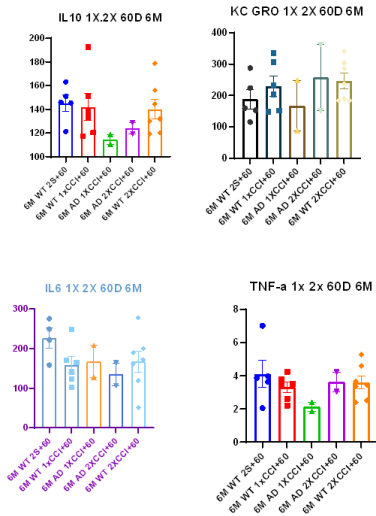 IL10 1X.2X 60D 6M
200
180
160
140
120
100
6M WT 2S+60
6M WT 1xCCI+60
6M AD 1XCCI+60
6M AD 2XCCI+60
6M WT 2XCCI+60
KC GRO 1X 2X 60D 6M
400
300
200
100
0
6M WT 2S+60
6M WT 1xCCI+60
6M AD 1XCCI+60
6M AD 2XCCI+60
6M WT 2XCCI+60
IL6 1X 2X 60D 6M
300
200
100
0
6M WT 2S+60
6M WT 1xCCI+60
6M AD 1XCCI+60
6M AD 2XCCI+60
6M WT 2XCCI+60
TNF-a 1x 2x 60D 6M
8
6
4
2
0
6M WT 2S+60
6M WT 1xCCI+60
6M AD 1XCCI+60
6M AD 2XCCI+60
6M WT 2XCCI+60